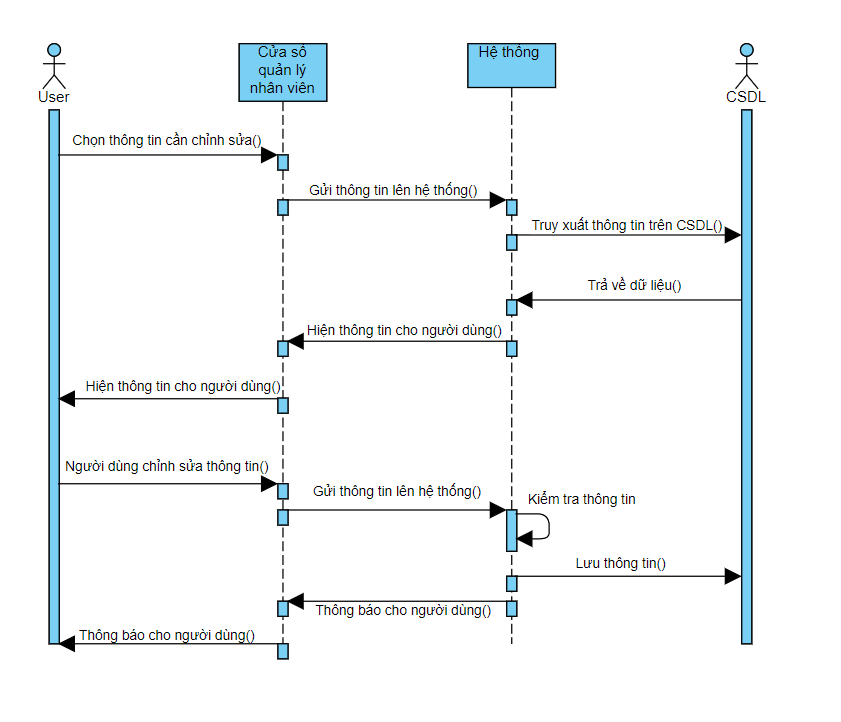 Cửa sổ
quản lý
nhân viên
Hệ thống
User
CSDL
Chọn thông tin cần chỉnh sửa()
Gửi thông tin lên hệ thống()
Truy xuất thông tin trên CSDL()
Trả về dữ liệu()
Hiện thông tin cho người dùng()
Hiện thông tin cho người dùng()
Người dùng chỉnh sửa thông tin()
Gửi thông tin lên hệ thống()
Kiểm tra thông tin
Lưu thông tin()
Thông báo cho người dùng()
Thông báo cho người dùng()